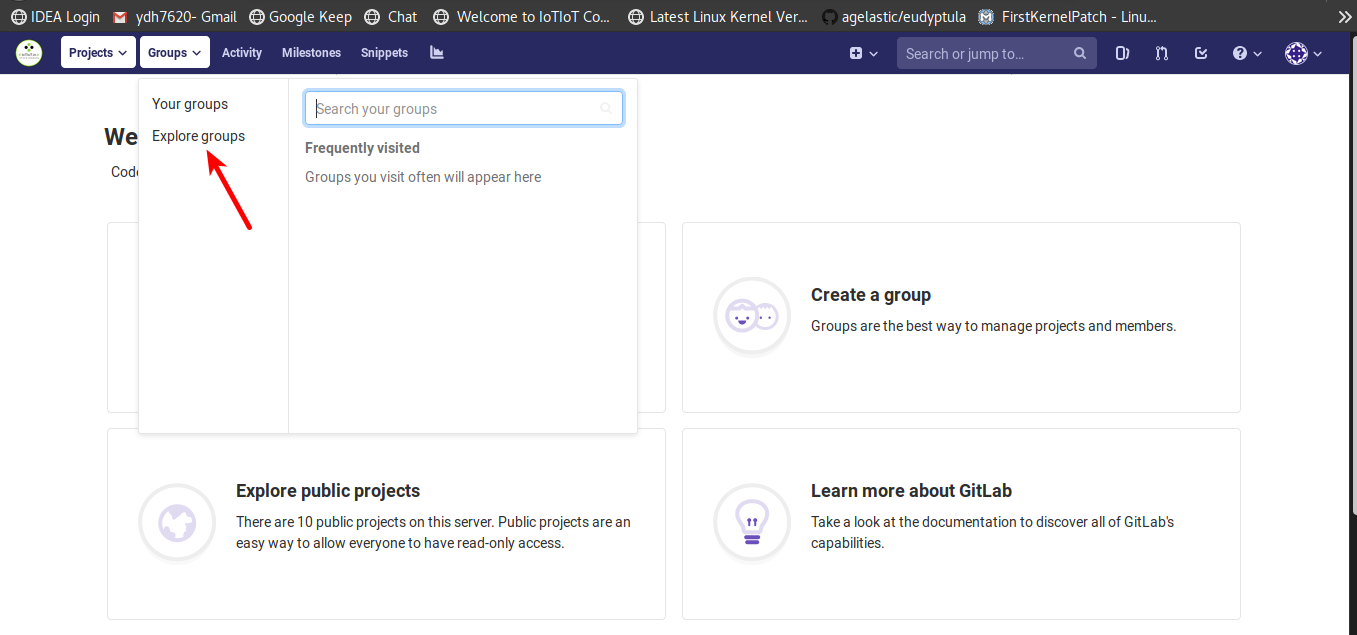 IDEA Login ydh7620- Gmail Google Keep Chat Welcome to IoTIoT Co... Latest Linux Kernel Ver... agelastic/eudyptula FirstKernelPatch - Linu...
Projects Groups Activity Milestones Snippets Search or jump to...
Your groups
Explore groups
Search your groups
Frequently visited
Groups you visit often will appear here
We
Code
Create a group
Groups are the best way to manage projects and members.
Explore public projects
There are 10 public projects on this server. Public projects are an
easy way to allow everyone to have read-only access.
Learn more about GitLab
Take a look at the documentation to discover all of GitLab's
capabilities.